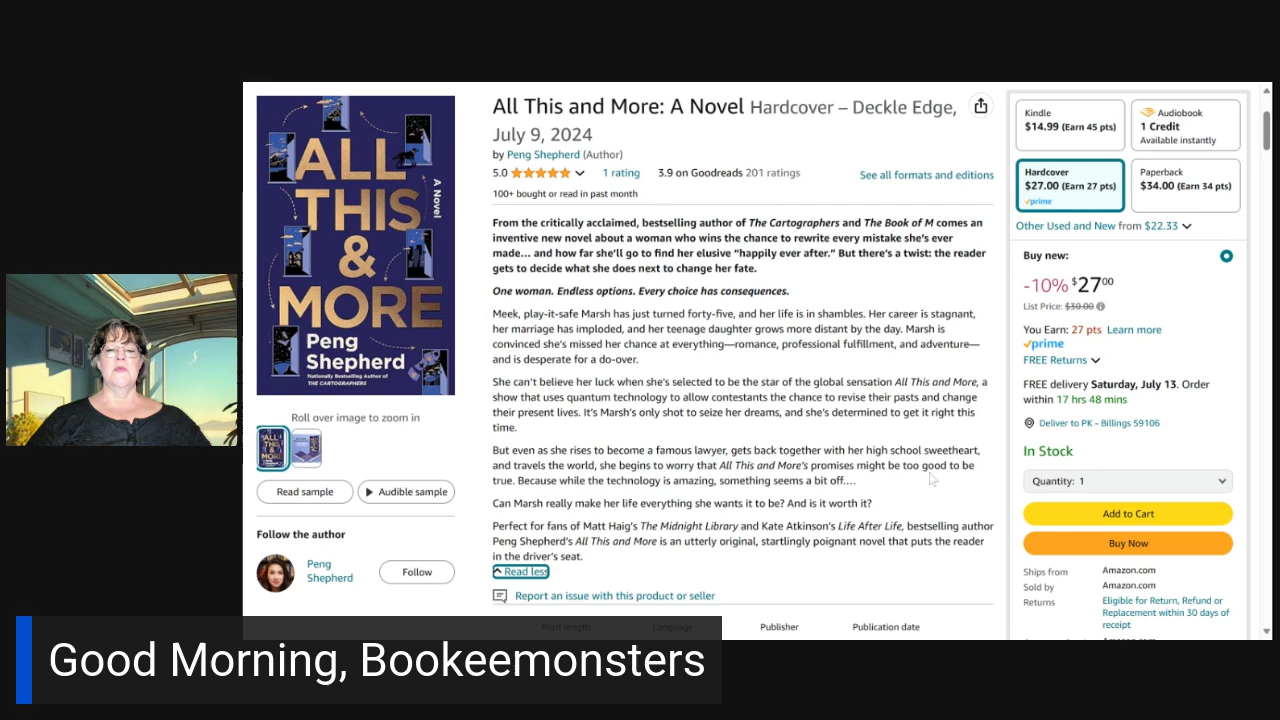 ALL
THIS
&
MORE
A Novel
Peng
Shepherd
Nationally Bestselling Author of
THE CARTOGRAPHERS
Roll over image to zoom in
Read sample
Audible sample
Follow the author
Peng
Shepherd
Follow
All This and More: A Novel Hardcover – Deckle Edge,
July 9, 2024
by Peng Shepherd (Author)
5.0 1 rating 3.9 on Goodreads 201 ratings
See all formats and editions
100+ bought or read in past month
From the critically acclaimed, bestselling author of The Cartographers and The Book of M comes an
inventive new novel about a woman who wins the chance to rewrite every mistake she's ever
made… and how far she'll go to find her elusive “happily ever after.” But there's a twist: the reader
gets to decide what she does next to change her fate.
One woman. Endless options. Every choice has consequences.
Meek, play-it-safe Marsh has just turned forty-five, and her life is in shambles. Her career is stagnant,
her marriage has imploded, and her teenage daughter grows more distant by the day. Marsh is
convinced she's missed her chance at everything—romance, professional fulfillment, and adventure—
and is desperate for a do-over.
She can't believe her luck when she's selected to be the star of the global sensation All This and More, a
show that uses quantum technology to allow contestants the chance to revise their pasts and change
their present lives. It's Marsh's only shot to seize her dreams, and she's determined to get it right this
time.
But even as she rises to become a famous lawyer, gets back together with her high school sweetheart,
and travels the world, she begins to worry that All This and More's promises might be too good to be
true. Because while the technology is amazing, something seems a bit off....
Can Marsh really make her life everything she wants it to be? And is it worth it?
Perfect for fans of Matt Haig's The Midnight Library and Kate Atkinson's Life After Life, bestselling author
Peng Shepherd's All This and More is an utterly original, startlingly poignant novel that puts the reader
in the driver's seat.
Read less
Report an issue with this product or seller
Print length Language Publisher Publication date
Kindle
$14.99 (Earn 45 pts)
Audiobook
1 Credit
Available instantly
Hardcover
$27.00 (Earn 27 pts)
prime
Paperback
$34.00 (Earn 34 pts)
Other Used and New from $22.33
Buy new:
-10% $27 00
List Price: $30.00
You Earn: 27 pts Learn more
prime
FREE Returns
FREE delivery Saturday, July 13. Order
within 17 hrs 48 mins
Deliver to PK - Billings 59106
In Stock
Quantity: 1
Add to Cart
Buy Now
Ships from Amazon.com
Sold by Amazon.com
Returns Eligible for Return, Refund or
Replacement within 30 days of
receipt
Good Morning, Bookeemonsters